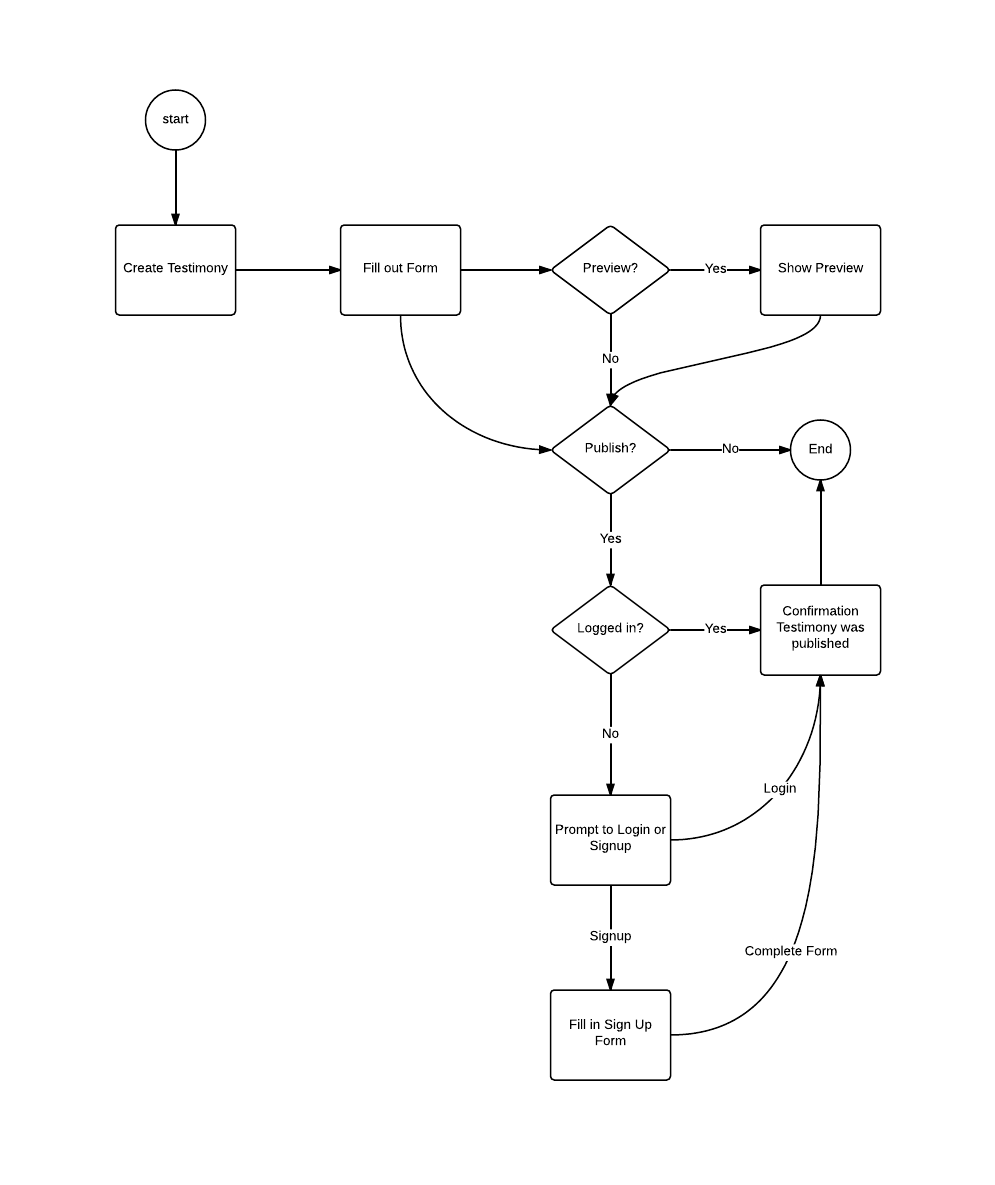 start
Create Testimony
Fill out Form
Preview?
Yes
Show Preview
No
Publish?
No
End
Yes
Logged in?
Yes
Confirmation
Testimony was
published
No
Login
Prompt to Login or
Signup
Signup
Complete Form
Fill in Sign Up
Form